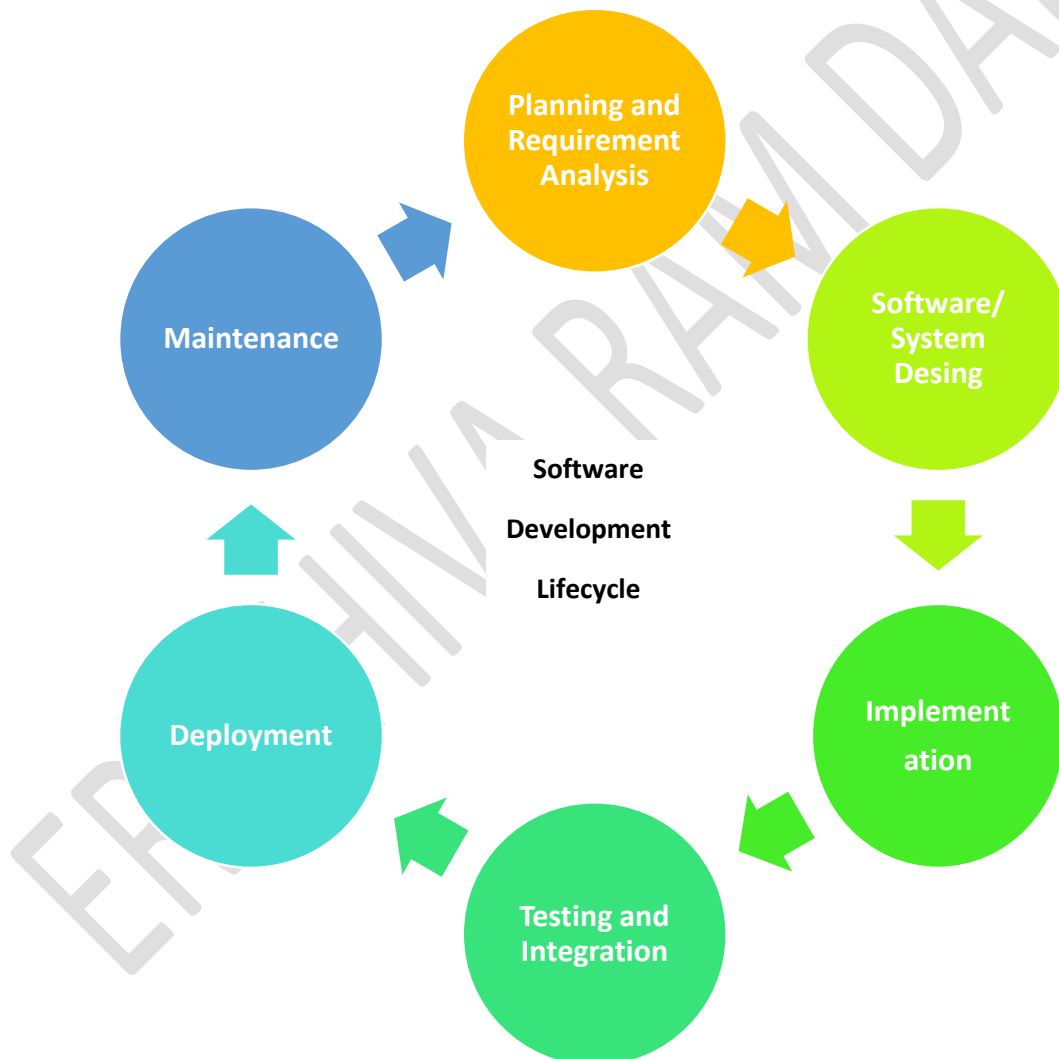 Planning and
Requirement
Analysis
Software/
System
Desing
Implement
ation
Testing and
Integration
Deployment
Maintenance
Software
Development
Lifecycle